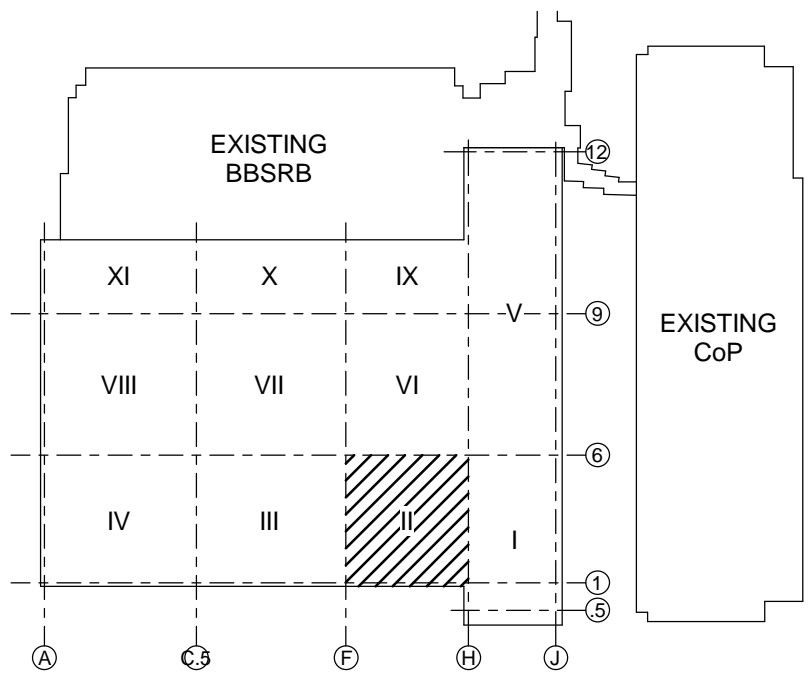 EXISTING
BBSRB
12
XI
X
IX
V
9
EXISTING
CoP
VIII
VII
VI
6
IV
III
II
I
1
.5
A
C.5
F
H
J